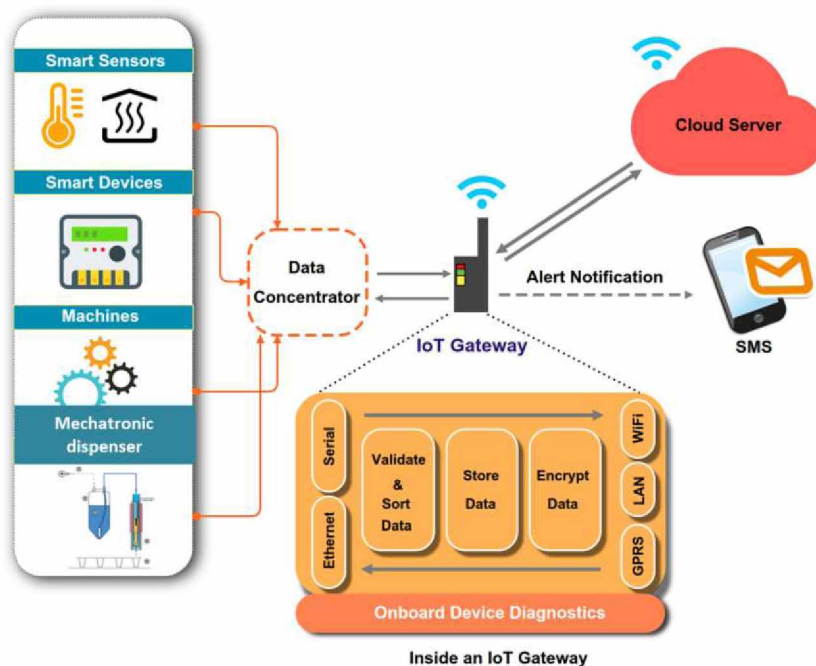 Smart Sensors
Smart Devices
Machines
Mechatronic
dispenser
Data
Concentrator
IoT Gateway
Cloud Server
Alert Notification
SMS
Serial
Ethernet
Validate
&
Sort
Data
Store
Data
Encrypt
Data
WiFi
LAN
GPRS
Onboard Device Diagnostics
Inside an IoT Gateway